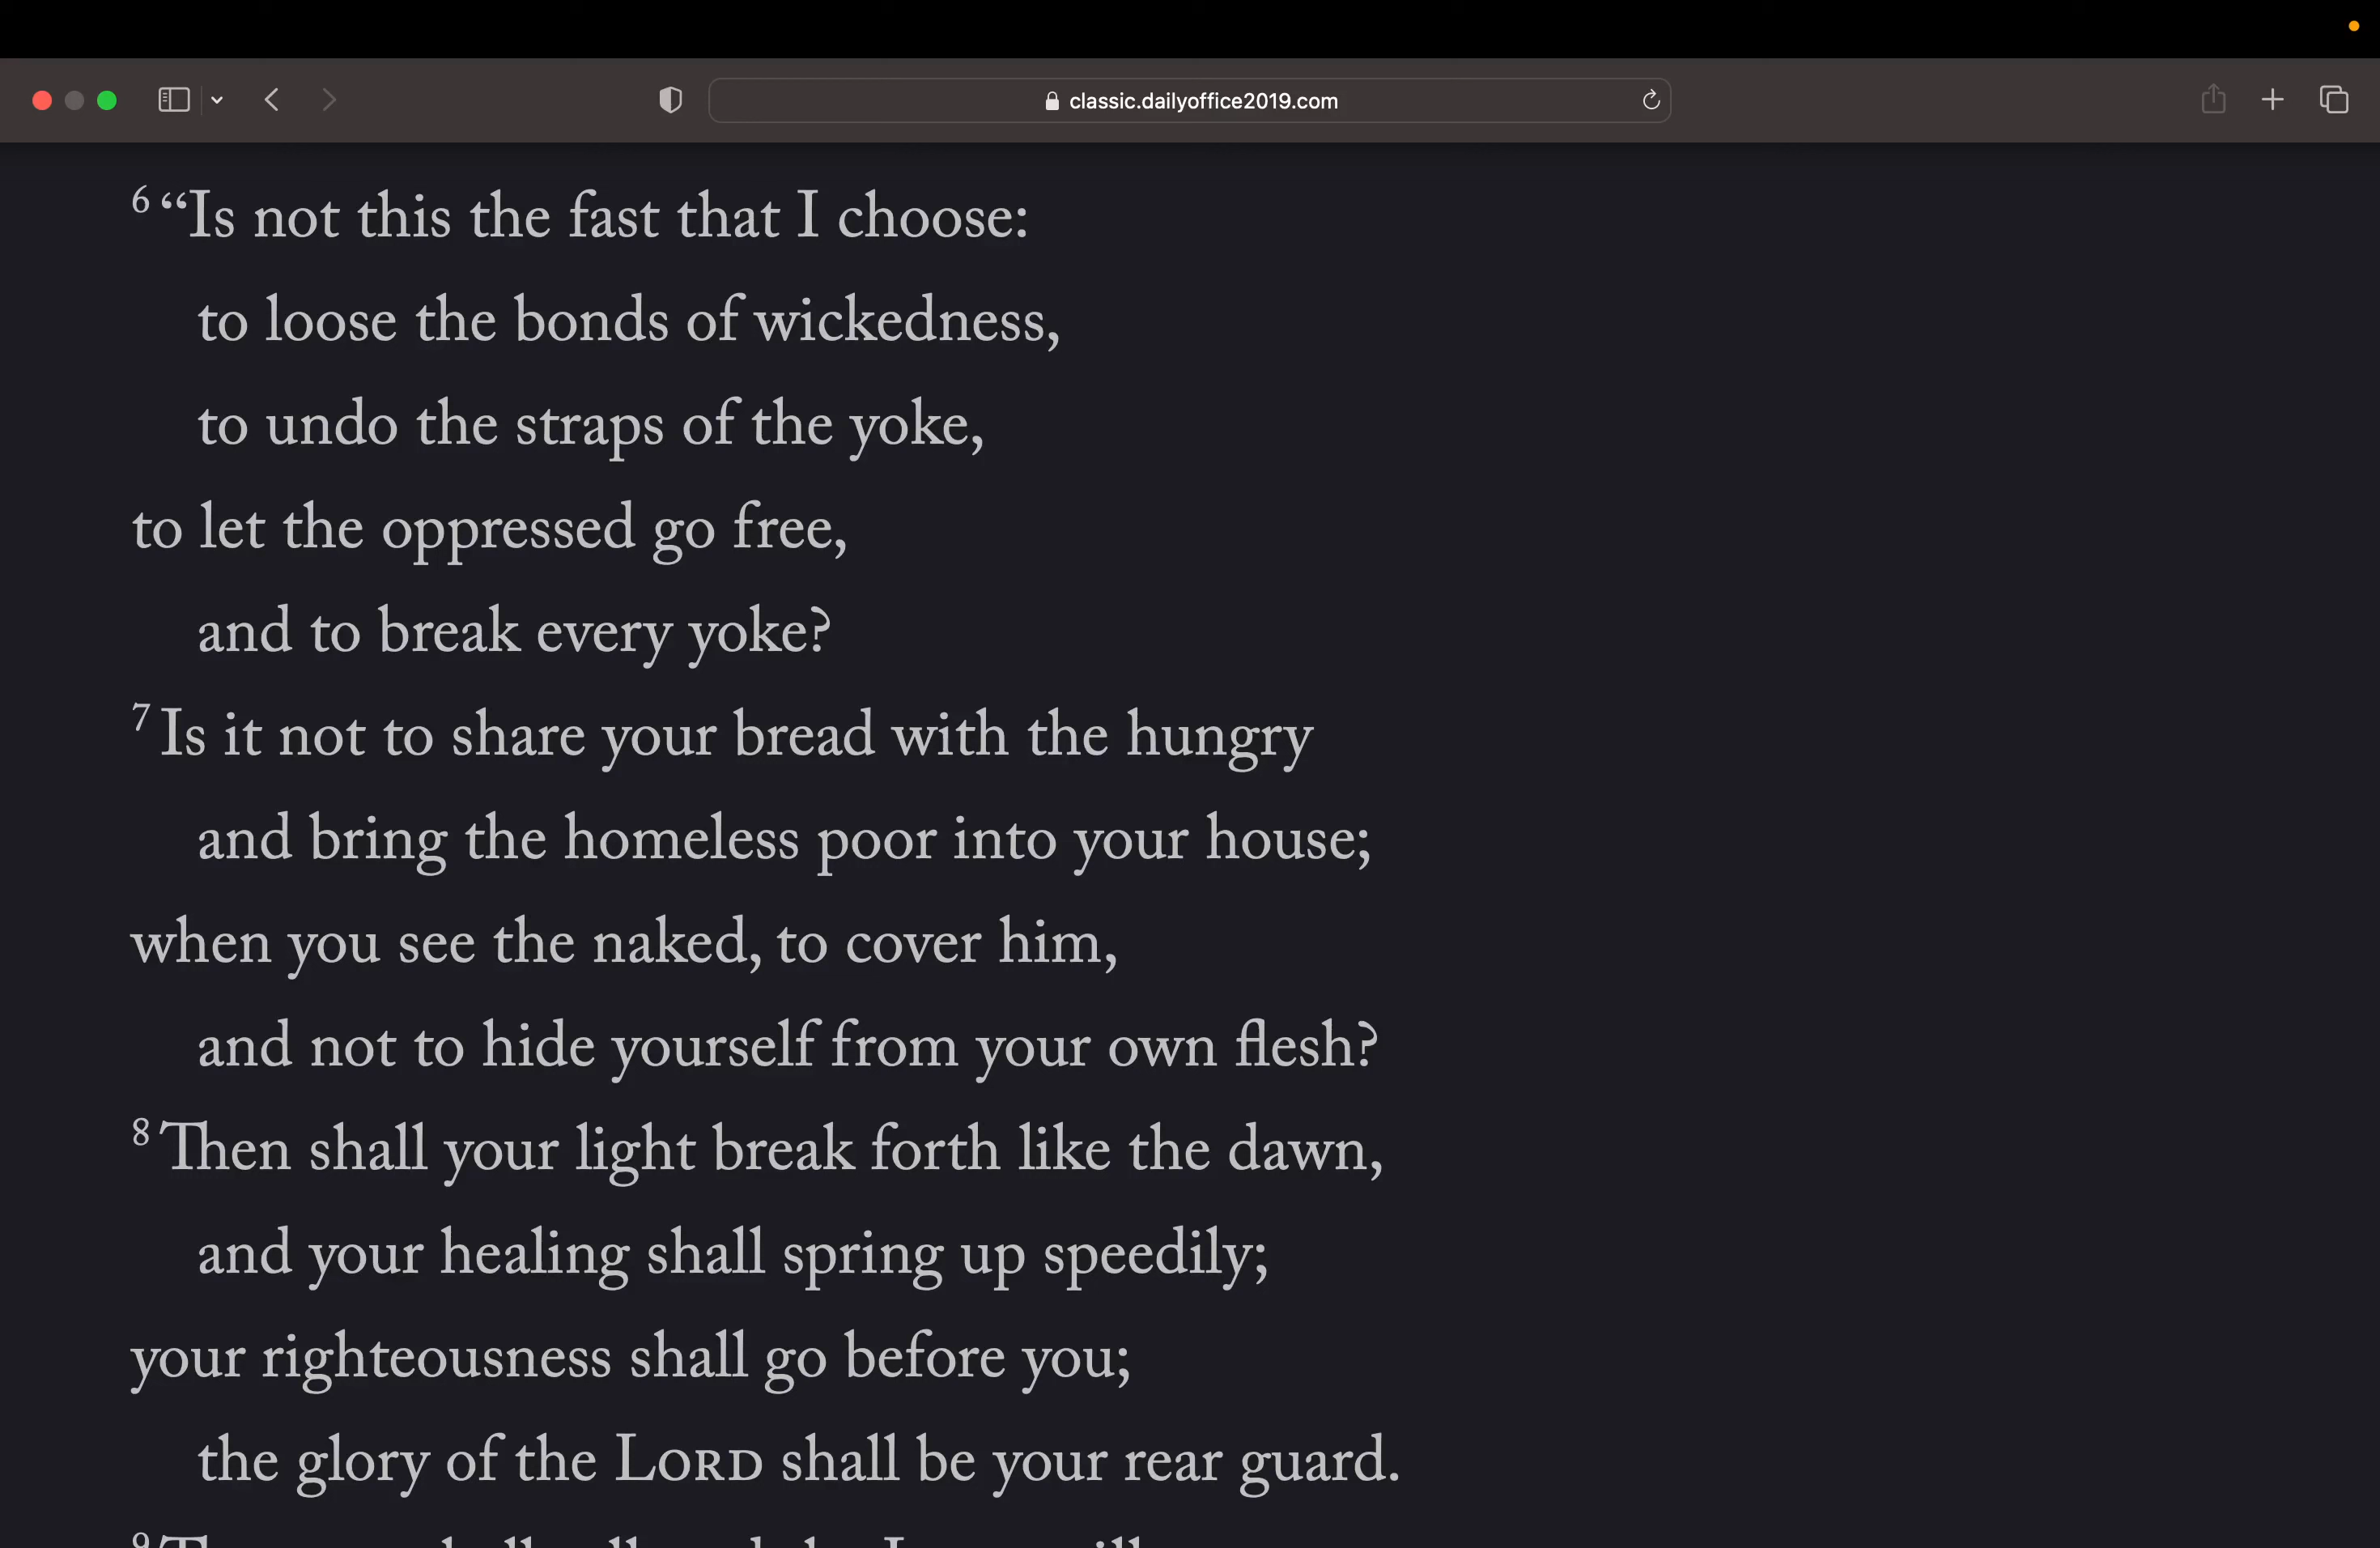 classic.dailyoffice2019.com
6 “Is not this the fast that I choose:
to loose the bonds of wickedness,
to undo the straps of the yoke,
to let the oppressed go free,
and to break every yoke?
7 Is it not to share your bread with the hungry
and bring the homeless poor into your house;
when you see the naked, to cover him,
and not to hide yourself from your own flesh?
8 Then shall your light break forth like the dawn,
and your healing shall spring up speedily;
your righteousness shall go before you;
the glory of the LORD shall be your rear guard.